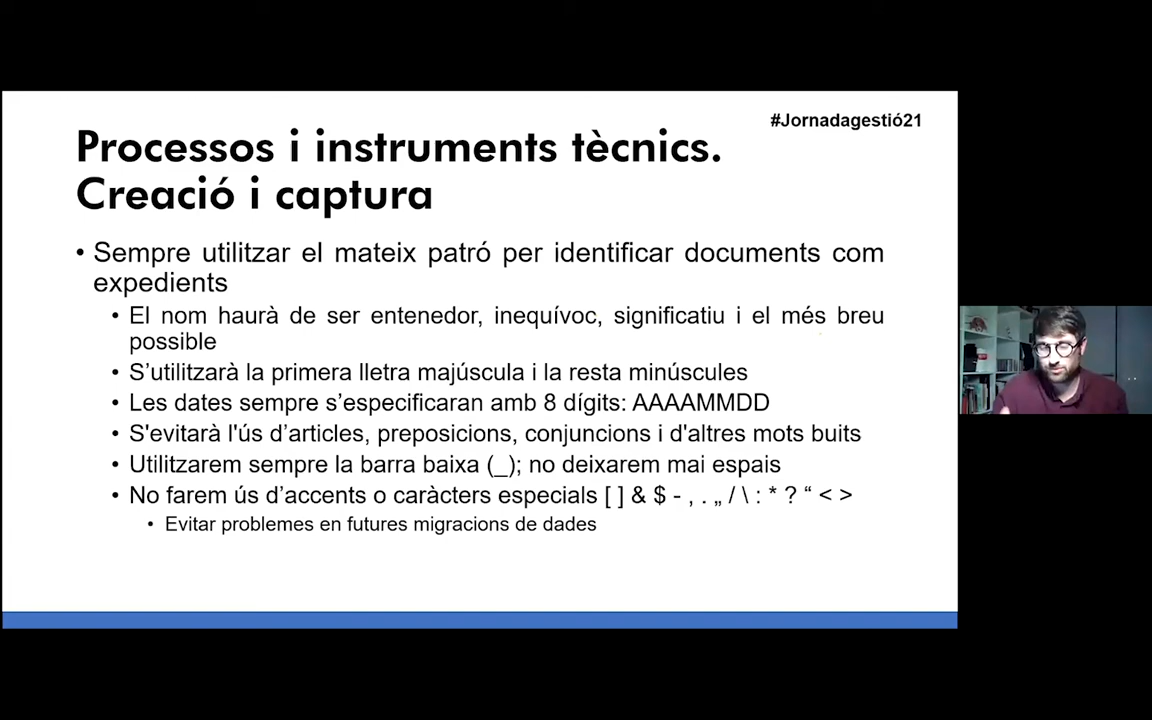 #Jornadagestió21
Processos i instruments tècnics.
Creació i captura
• Sempre utilitzar el mateix patró per identificar documents com
expedients
• El nom haurà de ser entenedor, inequívoc, significatiu i el més breu
possible
• S’utilitzarà la primera lletra majúscula i la resta minúscules
• Les dates sempre s’especificaran amb 8 dígits: AAAAMMDD
• S'evitarà l'ús d’articles, preposicions, conjuncions i d'altres mots buits
• Utilitzarem sempre la barra baixa (_); no deixarem mai espais
• No farem ús d’accents o caràcters especials [ ] & $ - , . „ / \ : * ? “ < >
• Evitar problemes en futures migracions de dades